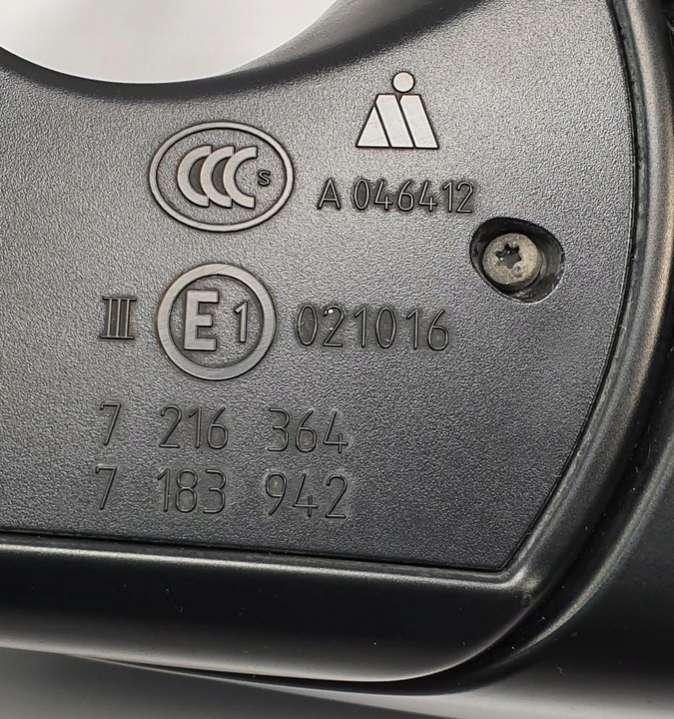 CCC S
A 046412
III E1 021016
7 216 364
7 183 942